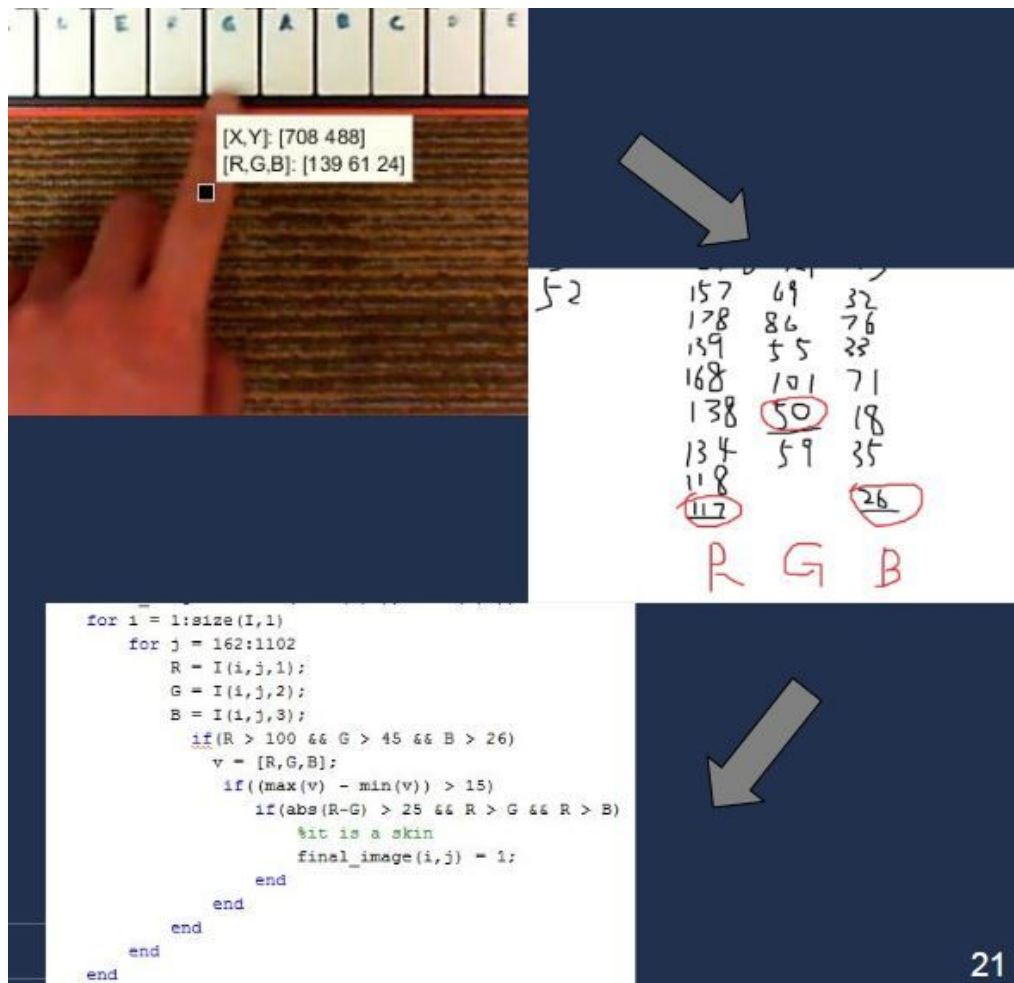 E F G A B C D E
[X,Y]: [708 488]
[R,G,B]: [139 61 24]
52
157 69 32
178 86 76
139 55 33
168 101 71
138 50 18
134 59 35
118
117 26
R G B
for i = 1:size(I,1)
for j = 162:1102
R = I(i,j,1);
G = I(i,j,2);
B = I(i,j,3);
if(R > 100 && G > 45 && B > 26)
v = [R,G,B];
if((max(v) - min(v)) > 15)
if(abs(R-G) > 25 && R > G && R > B)
%it is a skin
final_image(i,j) = 1;
end
end
end
end
end
21